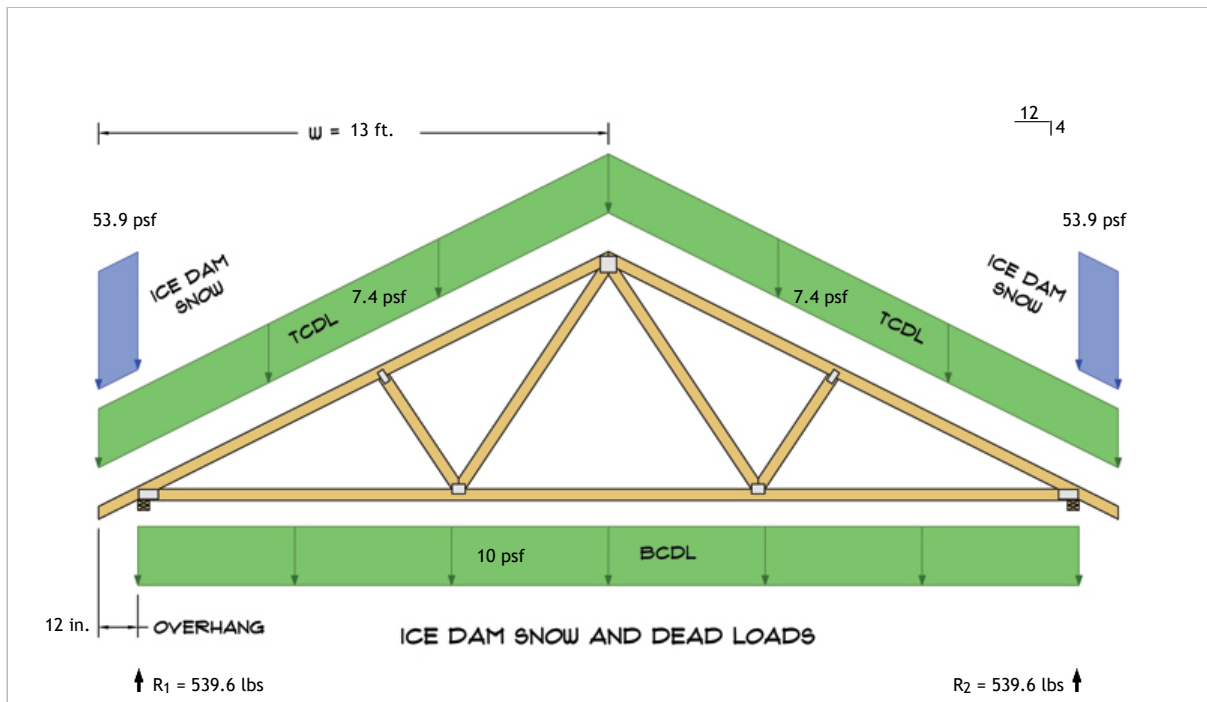 12
4
W = 13 ft.
53.9 psf
53.9 psf
ICE DAM
SNOW
ICE DAM
SNOW
TCDL
7.4 psf
7.4 psf
TCDL
10 psf
BCDL
12 in.
OVERHANG
ICE DAM SNOW AND DEAD LOADS
R1 = 539.6 lbs
R2 = 539.6 lbs